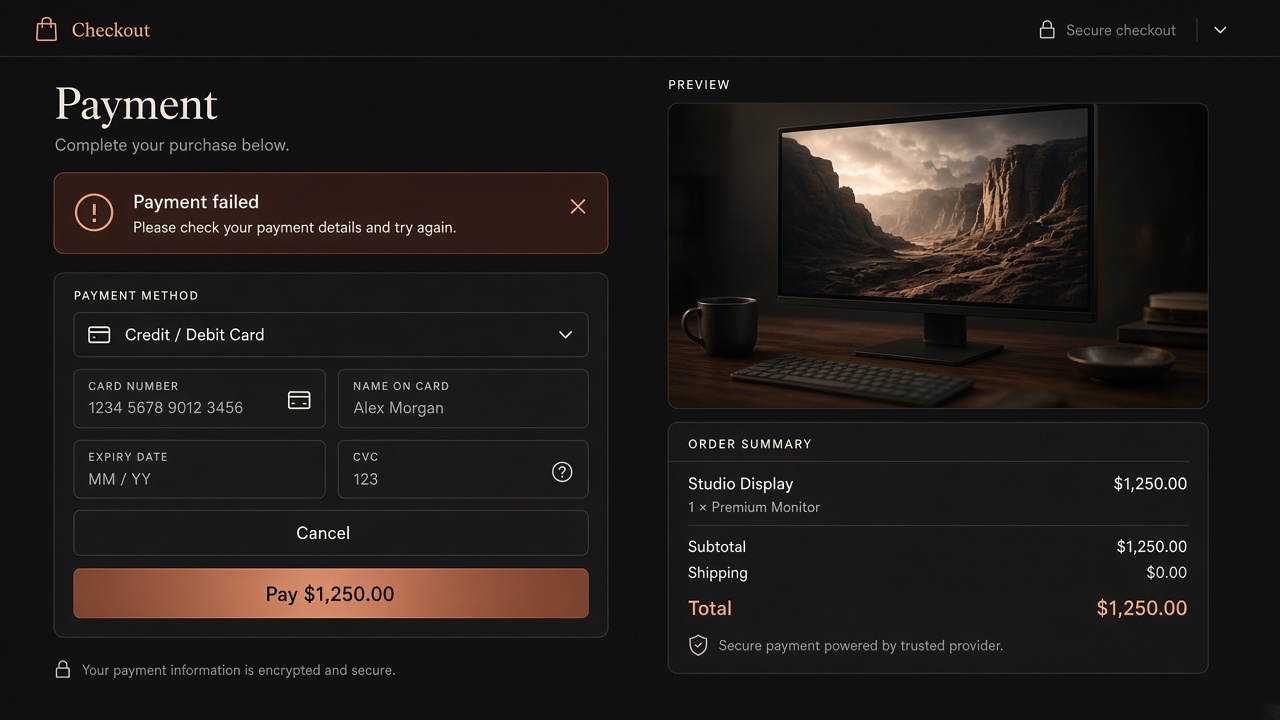 Checkout
Secure checkout
Payment
Complete your purchase below.
Payment failed
Please check your payment details and try again.
PAYMENT METHOD
Credit / Debit Card
CARD NUMBER
1234 5678 9012 3456
NAME ON CARD
Alex Morgan
EXPIRY DATE
MM / YY
CVC
123
Cancel
Pay $1,250.00
Your payment information is encrypted and secure.
PREVIEW
ORDER SUMMARY
Studio Display $1,250.00
1 × Premium Monitor
Subtotal $1,250.00
Shipping $0.00
Total $1,250.00
Secure payment powered by trusted provider.